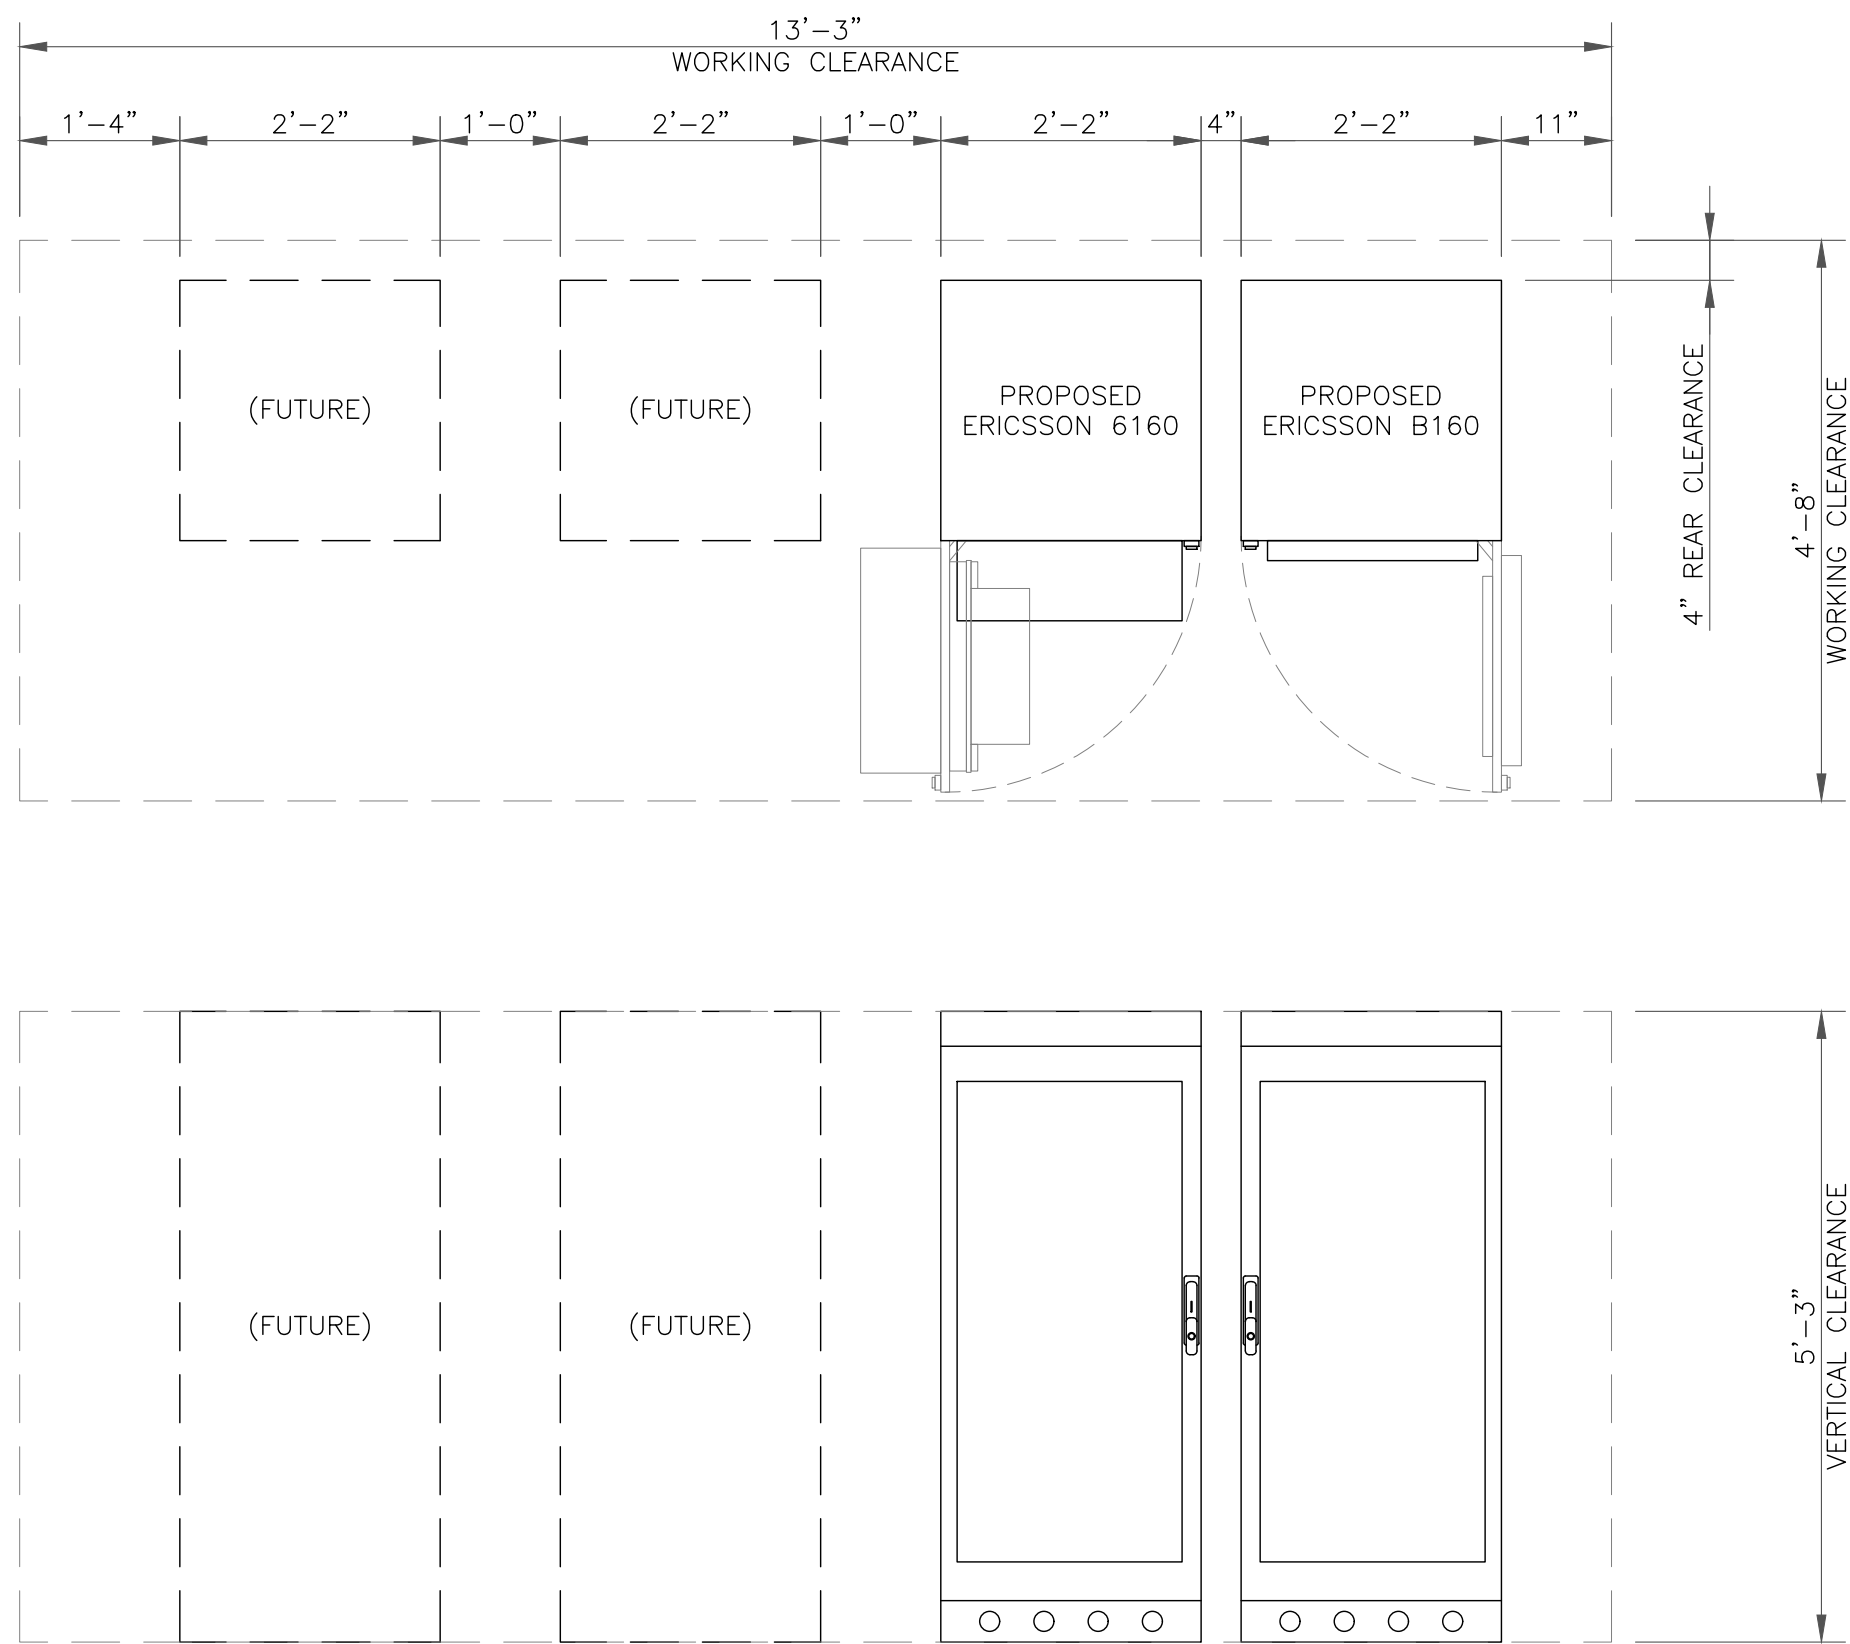 13'-3"
WORKING CLEARANCE
1'-4"
2'-2"
1'-0"
2'-2"
1'-0"
2'-2"
4"
2'-2"
11"
(FUTURE)
(FUTURE)
PROPOSED
ERICSSON 6160
PROPOSED
ERICSSON B160
4" REAR CLEARANCE
4'-8"
WORKING CLEARANCE
(FUTURE)
(FUTURE)
5'-3"
VERTICAL CLEARANCE